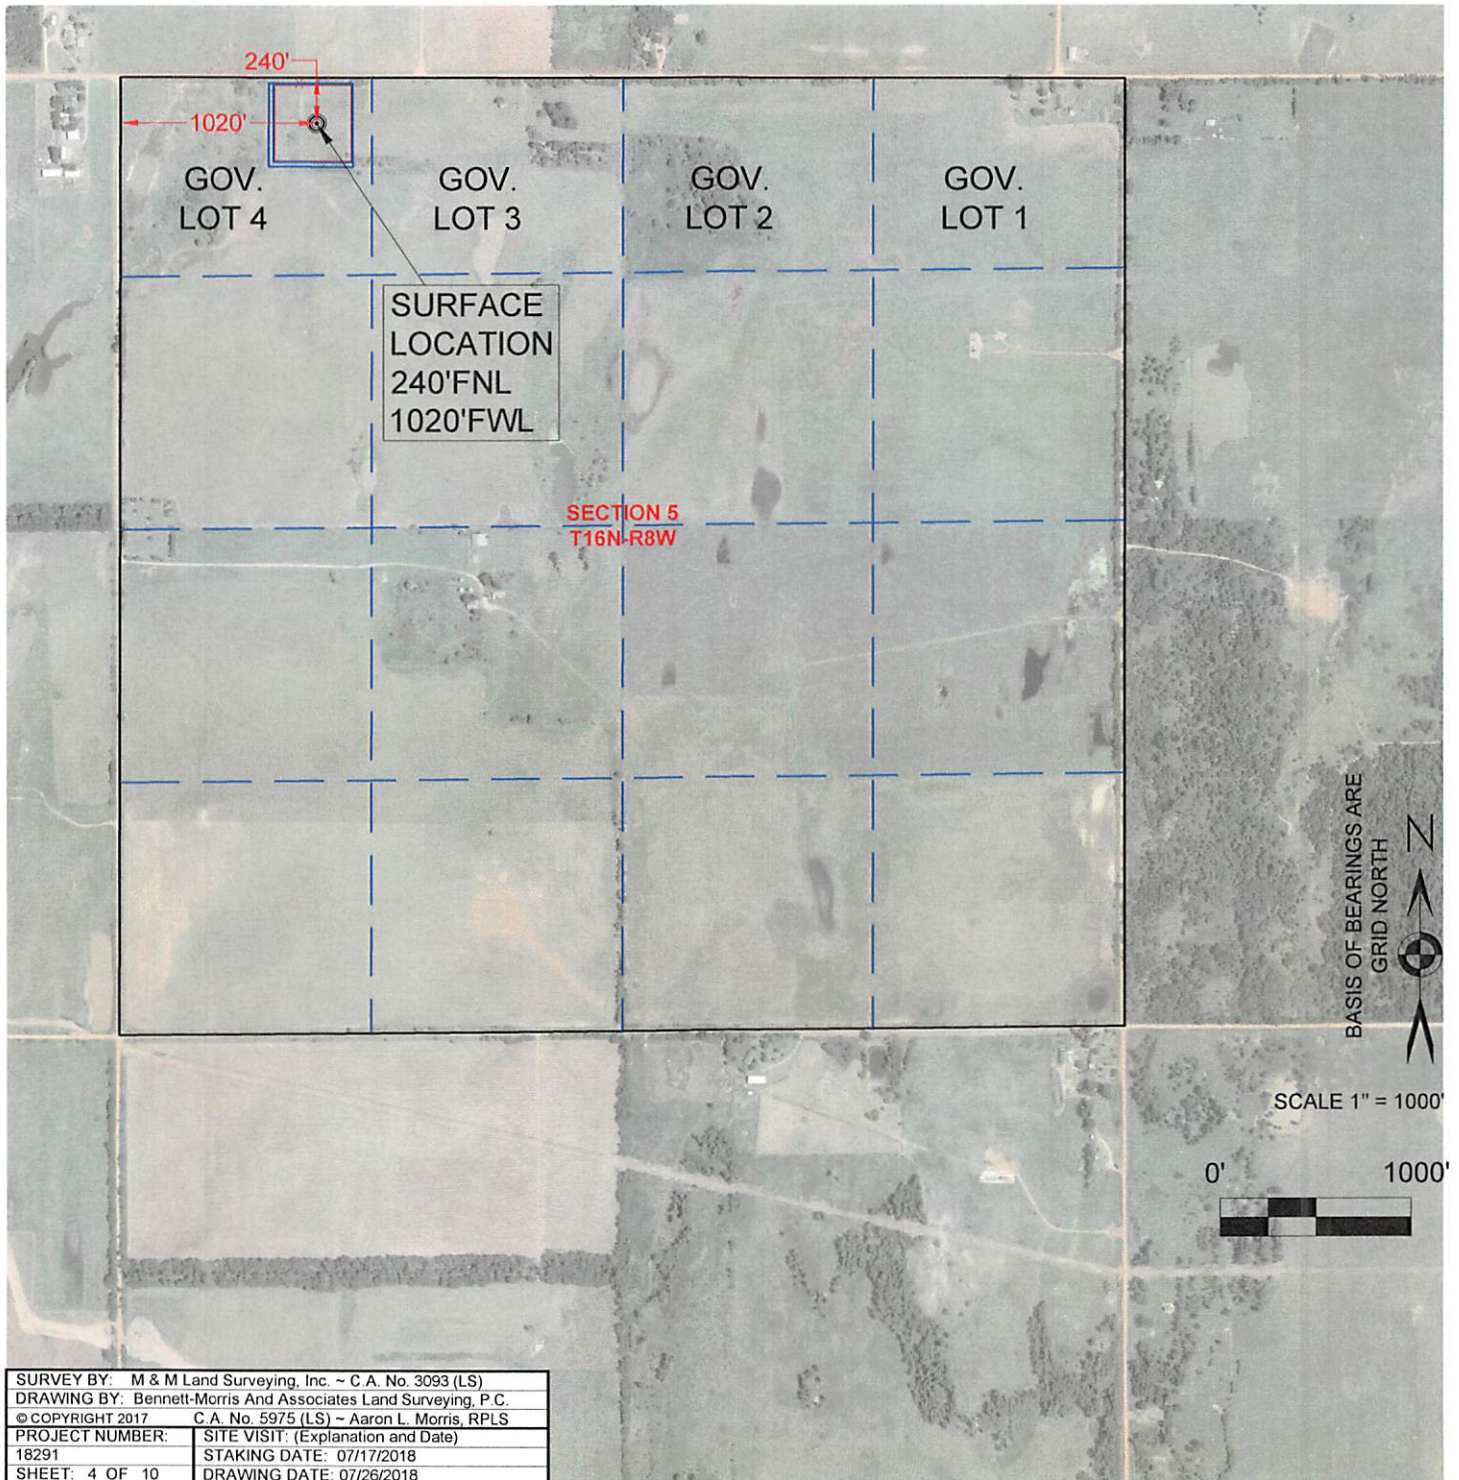 240'
1020'
GOV.
LOT 4
GOV.
LOT 3
GOV.
LOT 2
GOV.
LOT 1
SURFACE
LOCATION
240'FNL
1020'FWL
SECTION 5
T16N-R8W
BASIS OF BEARINGS ARE
GRID NORTH
N
SCALE 1" = 1000'
0' 1000'
SURVEY BY: M & M Land Surveying, Inc. ~ C.A. No. 3093 (LS)
DRAWING BY: Bennett-Morris And Associates Land Surveying, P.C.
© COPYRIGHT 2017 C.A. No. 5975 (LS) ~ Aaron L. Morris, RPLS
PROJECT NUMBER: SITE VISIT: (Explanation and Date)
18291 STAKING DATE: 07/17/2018
SHEET: 4 OF 10 DRAWING DATE: 07/26/2018